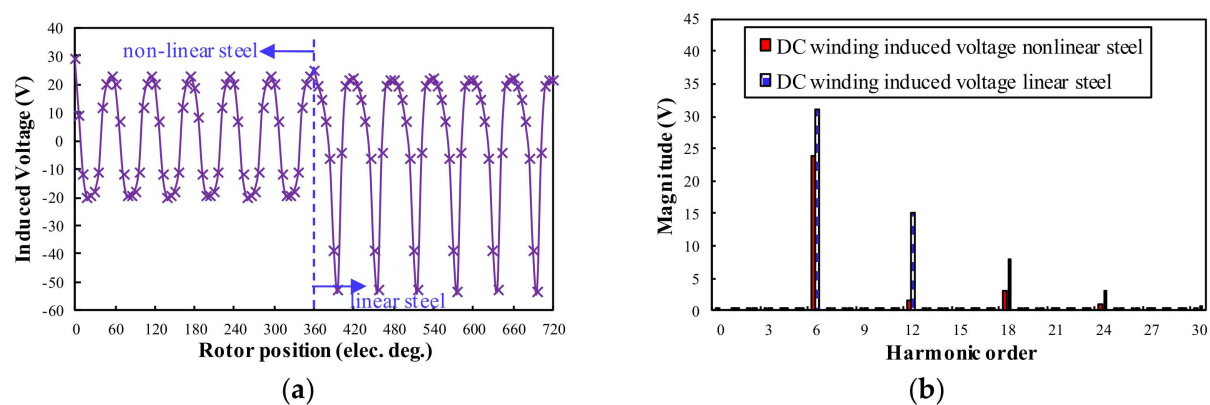 40
30
20
10
0
-10
-20
-30
-40
-50
-60
Induced Voltage (V)
non-linear steel
linear steel
0 60 120 180 240 300 360 420 480 540 600 660 720
Rotor position (elec. deg.)
(a)
45
40
35
30
25
20
15
10
5
0
Magnitude (V)
DC winding induced voltage nonlinear steel
DC winding induced voltage linear steel
0 3 6 9 12 15 18 21 24 27 30
Harmonic order
(b)